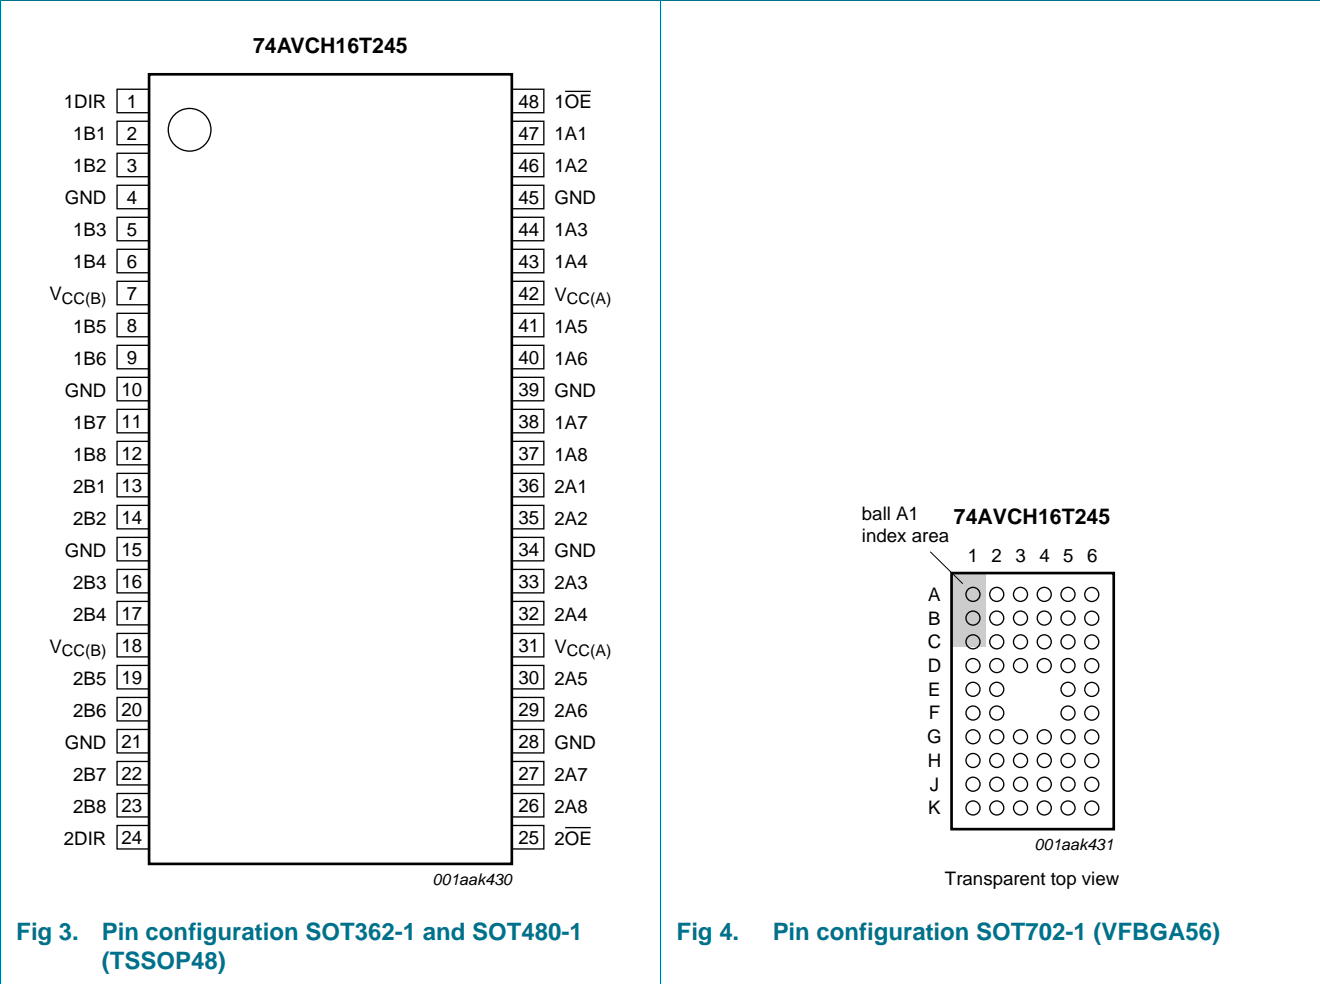 74AVCH16T245
1DIR 1 48 1OE
1B1 2 47 1A1
1B2 3 46 1A2
GND 4 45 GND
1B3 5 44 1A3
1B4 6 43 1A4
VCC(B) 7 42 VCC(A)
1B5 8 41 1A5
1B6 9 40 1A6
GND 10 39 GND
1B7 11 38 1A7
1B8 12 37 1A8
2B1 13 36 2A1
2B2 14 35 2A2
GND 15 34 GND
2B3 16 33 2A3
2B4 17 32 2A4
VCC(B) 18 31 VCC(A)
2B5 19 30 2A5
2B6 20 29 2A6
GND 21 28 GND
2B7 22 27 2A7
2B8 23 26 2A8
2DIR 24 25 2OE
001aak430
Fig 3. Pin configuration SOT362-1 and SOT480-1
(TSSOP48)
ball A1
index area
74AVCH16T245
1 2 3 4 5 6
A
B
C
D
E
F
G
H
J
K
001aak431
Transparent top view
Fig 4. Pin configuration SOT702-1 (VFBGA56)